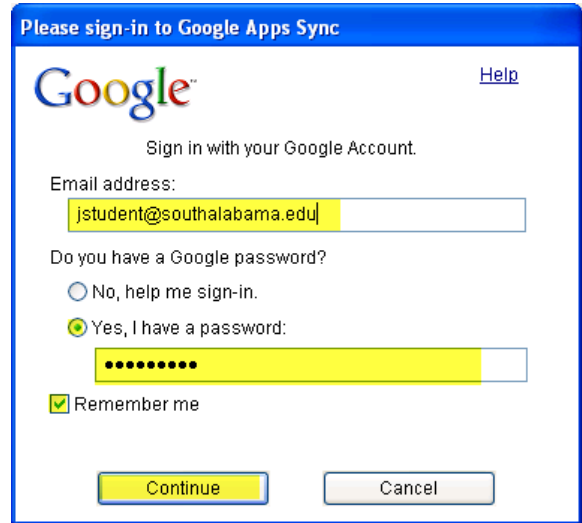 Please sign-in to Google Apps Sync
Google™
Help
Sign in with your Google Account.
Email address:
jstudent@southalabama.edu
Do you have a Google password?
No, help me sign-in.
Yes, I have a password:
•••••••••
Remember me
Continue
Cancel